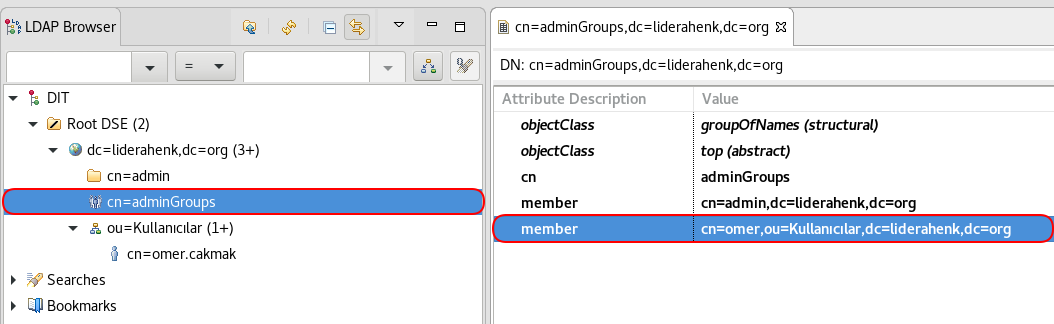 LDAP Browser
=
DIT
Root DSE (2)
dc=liderahenk,dc=org (3+)
cn=admin
cn=adminGroups
ou=Kullanıcılar (1+)
cn=omer.cakmak
Searches
Bookmarks
cn=adminGroups,dc=liderahenk,dc=org
DN: cn=adminGroups,dc=liderahenk,dc=org
Attribute Description Value
objectClass groupOfNames (structural)
objectClass top (abstract)
cn adminGroups
member cn=admin,dc=liderahenk,dc=org
member cn=omer,ou=Kullanıcılar,dc=liderahenk,dc=org